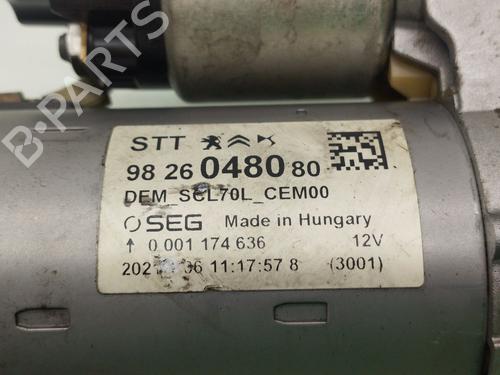 B-PARTS
STT
98 26 0480 80
DEM_SCL70L_CEM00
SEG Made in Hungary
↑ 0 001 174 636 12V
11:17:57 8 (3001)